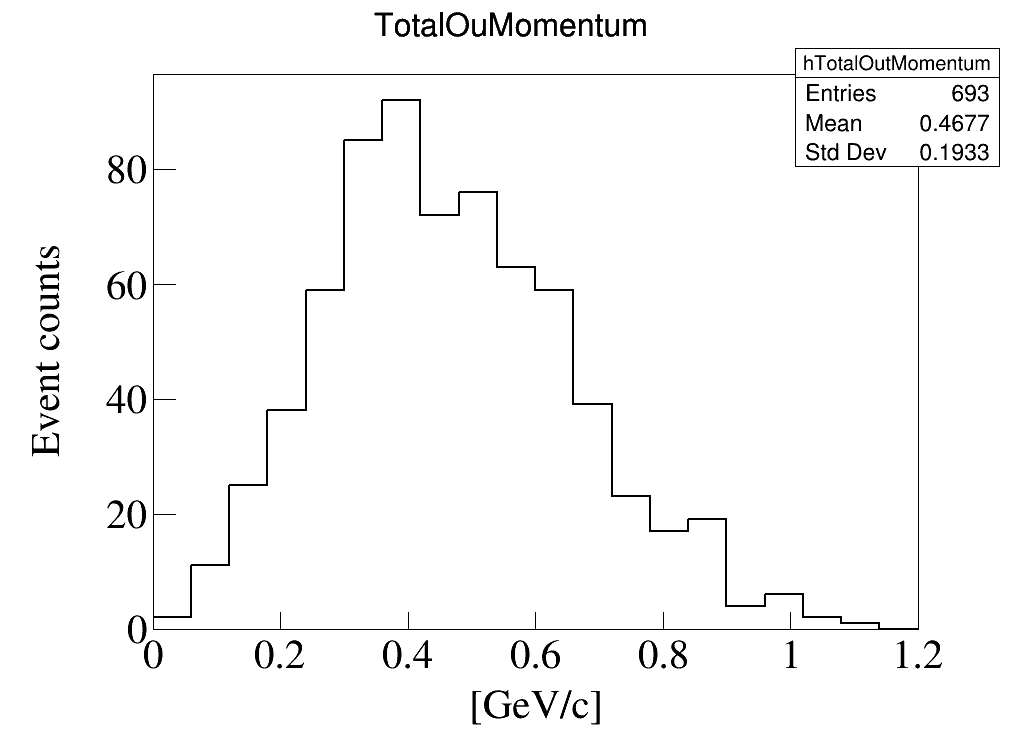 TotalOuMomentum
hTotalOutMomentum
Entries 693
Mean 0.4677
Std Dev 0.1933
80
60
40
20
0
Event counts
0 0.2 0.4 0.6 0.8 1 1.2
[GeV/c]